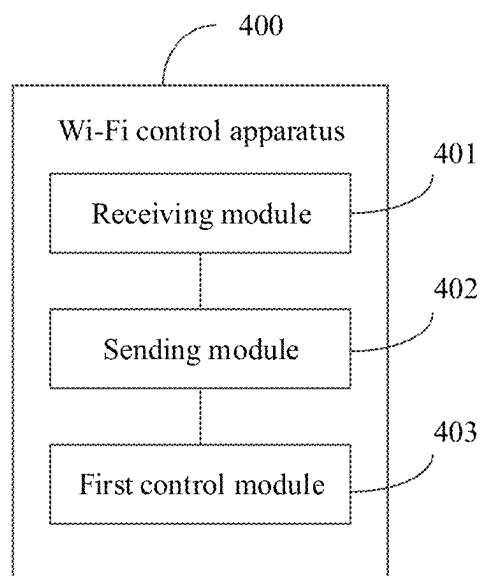 400
Wi-Fi control apparatus
401
Receiving module
402
Sending module
403
First control module